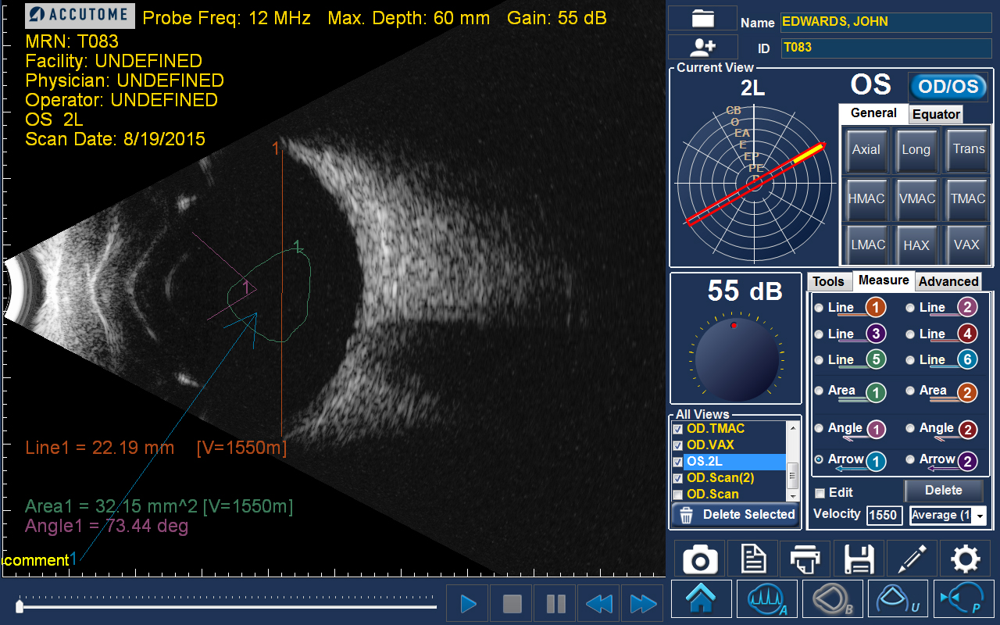 ACCUTOME
Probe Freq: 12 MHz Max. Depth: 60 mm Gain: 55 dB
MRN: T083
Facility: UNDEFINED
Physician: UNDEFINED
Operator: UNDEFINED
OS 2L
Scan Date: 8/19/2015
1
1
1
Line1 = 22.19 mm [V=1550m]
Area1 = 32.15 mm^2 [V=1550m]
Angle1 = 73.44 deg
comment1
Name EDWARDS, JOHN
ID T083
Current View
2L
OS
OD/OS
CB
O
EA
E
EP
PE
P
General Equator
Axial Long Trans
HMAC VMAC TMAC
LMAC HAX VAX
55 dB
Tools Measure Advanced
Line 1 Line 2
Line 3 Line 4
Line 5 Line 6
Area 1 Area 2
Angle 1 Angle 2
Arrow 1 Arrow 2
Edit Delete
Velocity 1550 Average (1
All Views
OD.TMAC
OD.VAX
OS.2L
OD.Scan(2)
OD.Scan
Delete Selected
A B U P